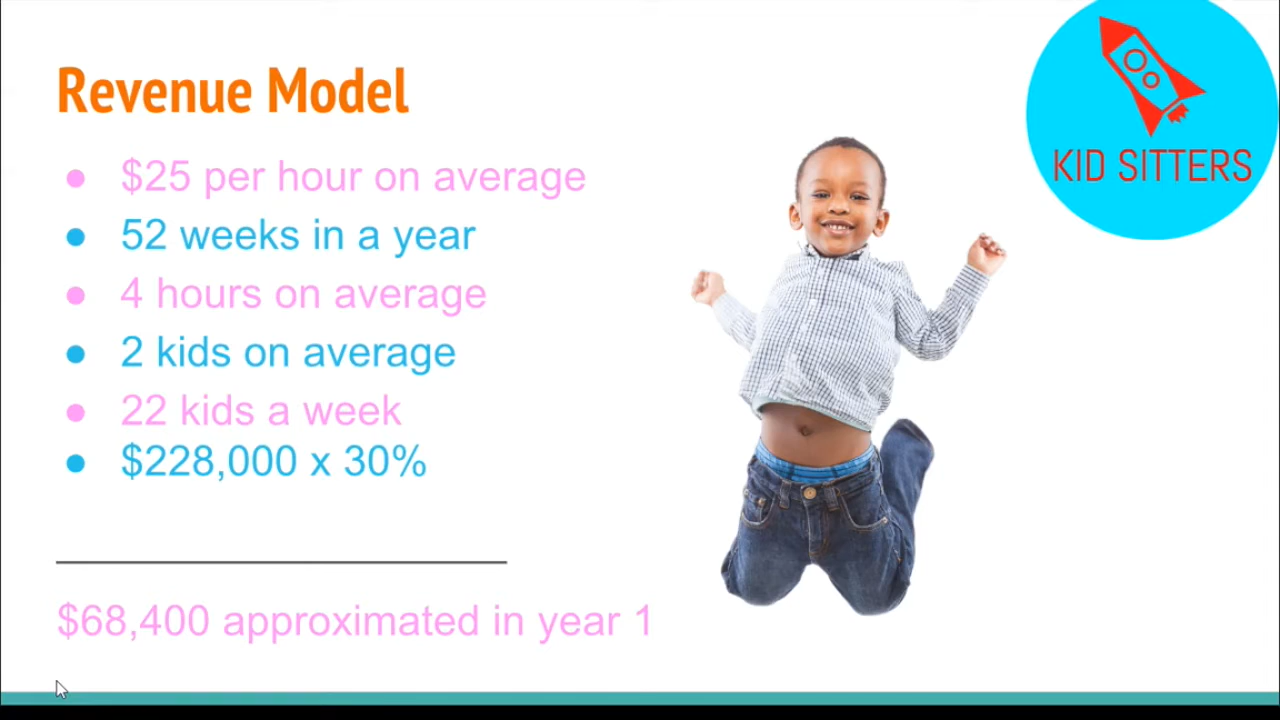 Revenue Model
KID SITTERS
● $25 per hour on average
● 52 weeks in a year
● 4 hours on average
● 2 kids on average
● 22 kids a week
● $228,000 x 30%
$68,400 approximated in year 1